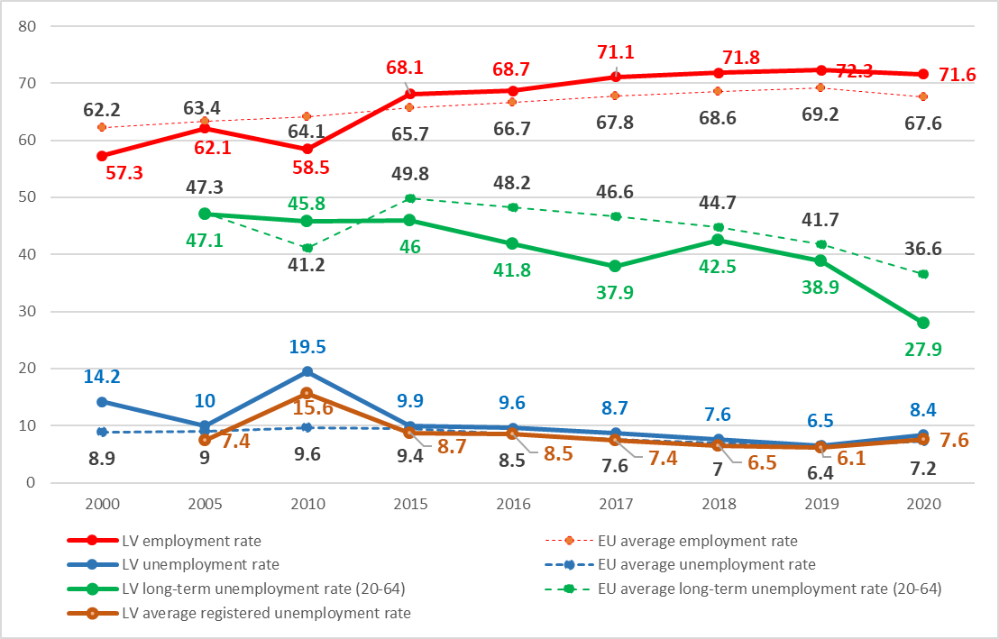 80
70
60
50
40
30
20
10
0
62.2 63.4 64.1 65.7 66.7 67.8 68.6 69.2 67.6
57.3 62.1 58.5 68.1 68.7 71.1 71.8 72.3 71.6
47.3 41.2 49.8 48.2 46.6 44.7 41.7 36.6
47.1 45.8 46 41.8 37.9 42.5 38.9 27.9
14.2 10 19.5 9.9 9.6 8.7 7.6 6.5 8.4
7.4 15.6 8.7 8.5 7.4 6.5 6.1 7.6
8.9 9 9.6 9.4 8.5 7.6 7 6.4 7.2
2000 2005 2010 2015 2016 2017 2018 2019 2020
LV employment rate
EU average employment rate
LV unemployment rate
EU average unemployment rate
LV long-term unemployment rate (20-64)
EU average long-term unemployment rate (20-64)
LV average registered unemployment rate